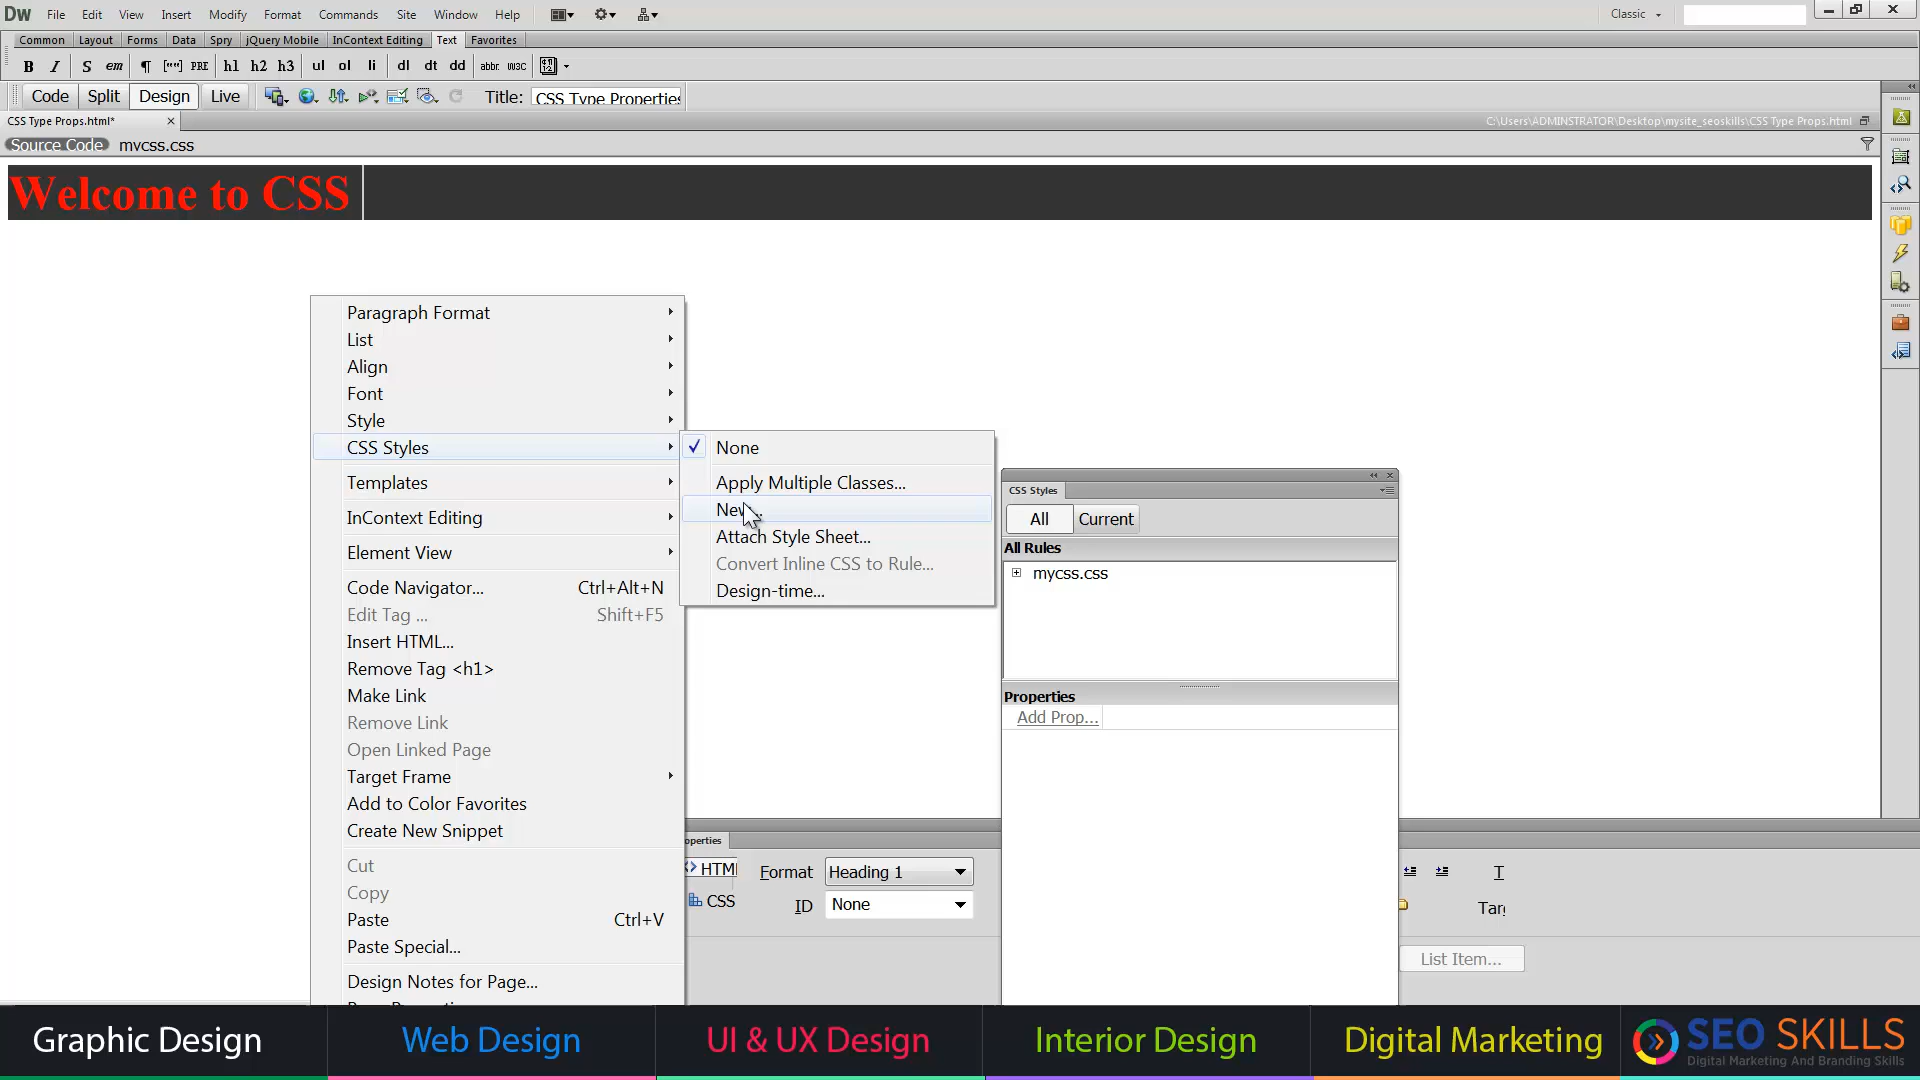 Dw File Edit View Insert Modify Format Commands Site Window Help Classic
Common Layout Forms Data Spry jQuery Mobile InContext Editing Text Favorites
B I S em ¶ [""] PRE h1 h2 h3 ul ol li dl dt dd abbr. W3C
Code Split Design Live Title: CSS Type Properties
CSS Type Props.html* C:\Users\ADMINSTRATOR\Desktop\mysite_seoskills\CSS Type Props.html
Source Code mycss.css
Welcome to CSS
Paragraph Format
List
Align
Font
Style
CSS Styles
Templates
InContext Editing
Element View
Code Navigator... Ctrl+Alt+N
Edit Tag ... Shift+F5
Insert HTML...
Remove Tag <h1>
Make Link
Remove Link
Open Linked Page
Target Frame
Add to Color Favorites
Create New Snippet
Cut
Copy
Paste Ctrl+V
Paste Special...
Design Notes for Page...
None
Apply Multiple Classes...
New...
Attach Style Sheet...
Convert Inline CSS to Rule...
Design-time...
CSS Styles
All Current
All Rules
mycss.css
Properties
Add Prop...
operties
HTML Format Heading 1
CSS ID None
T
Tar
List Item...
Graphic Design Web Design UI & UX Design Interior Design Digital Marketing SEO SKILLS
Digital Marketing And Branding Skills